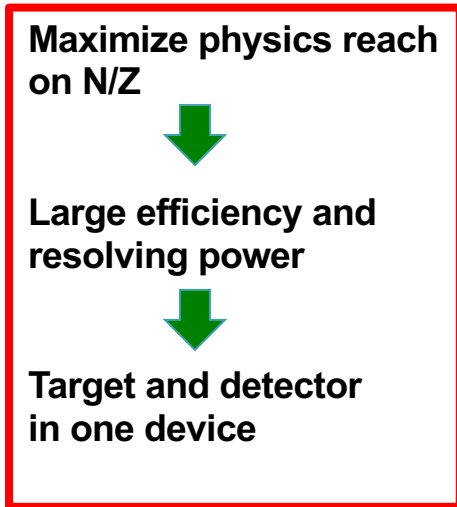 Maximize physics reach
on N/Z
Large efficiency and
resolving power
Target and detector
in one device